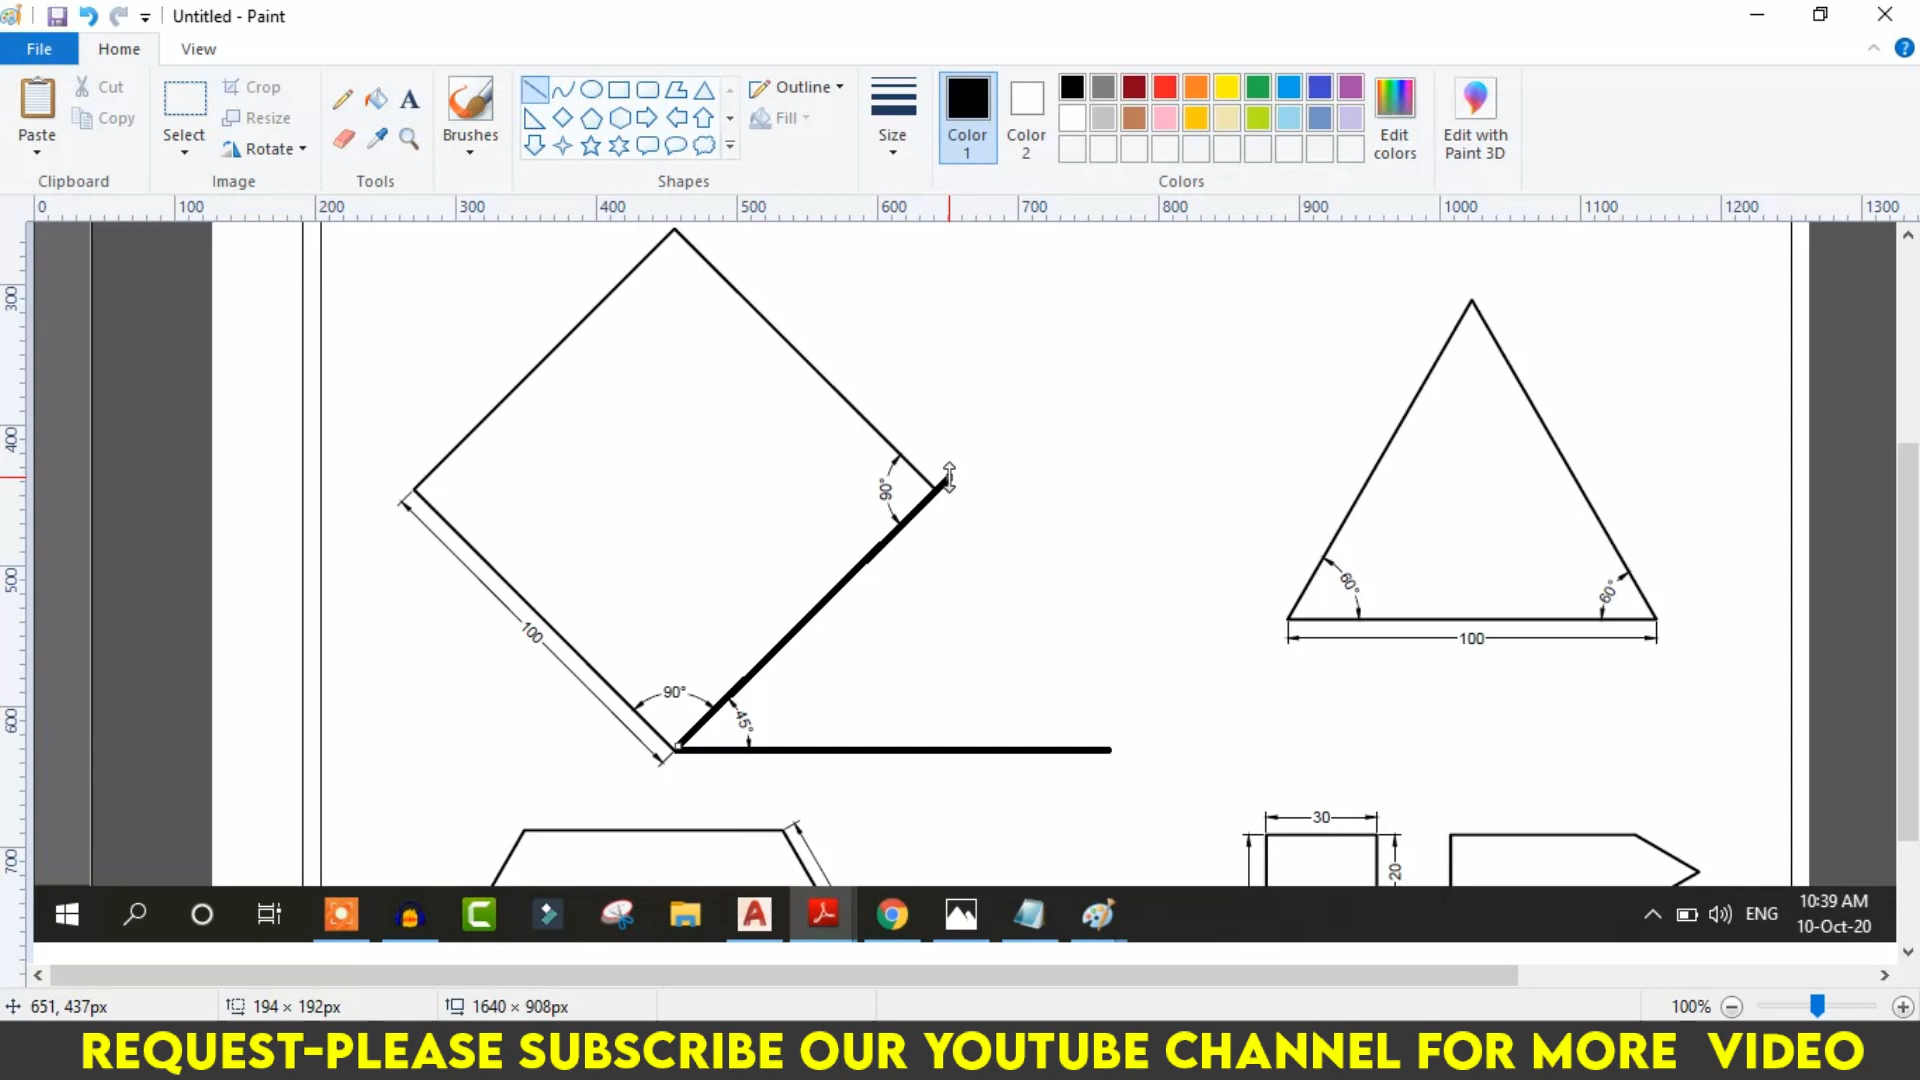 Untitled - Paint
File Home View
Paste
Cut
Copy
Clipboard
Select
Crop
Resize
Rotate
Image
A
Tools
Brushes
Outline
Fill
Shapes
Size
Color 1
Color 2
Edit colors
Colors
Edit with Paint 3D
0 100 200 300 400 500 600 700 800 900 1000 1100 1200 1300
300
400
500
600
700
90°
100
90°
45°
60°
60°
100
30
20
10:39 AM
ENG
10-Oct-20
651, 437px
194 × 192px
1640 × 908px
100%
REQUEST-PLEASE SUBSCRIBE OUR YOUTUBE CHANNEL FOR MORE VIDEO